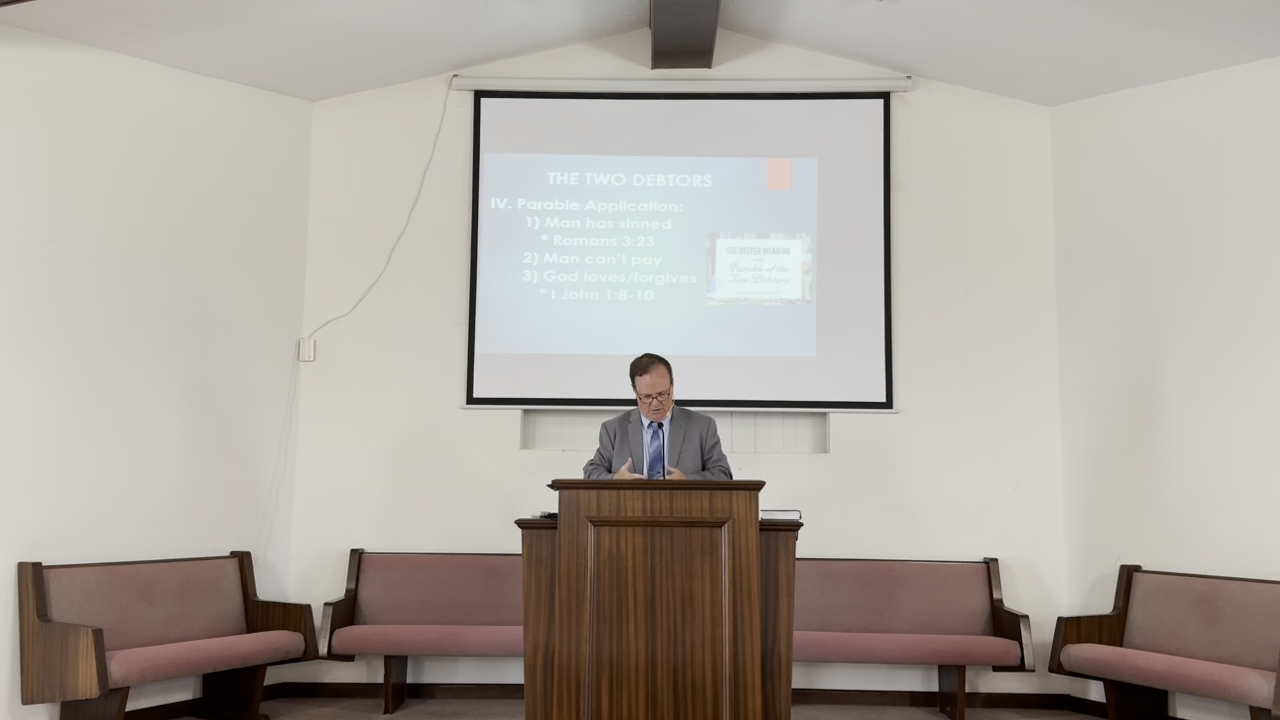 THE TWO DEBTORS
IV. Parable Application:
1) Man has sinned
* Romans 3:23
2) Man can't pay
3) God loves/forgives
* I John 1:8-10
THE DEEPER MEANING
Parable of the
Two Debtors